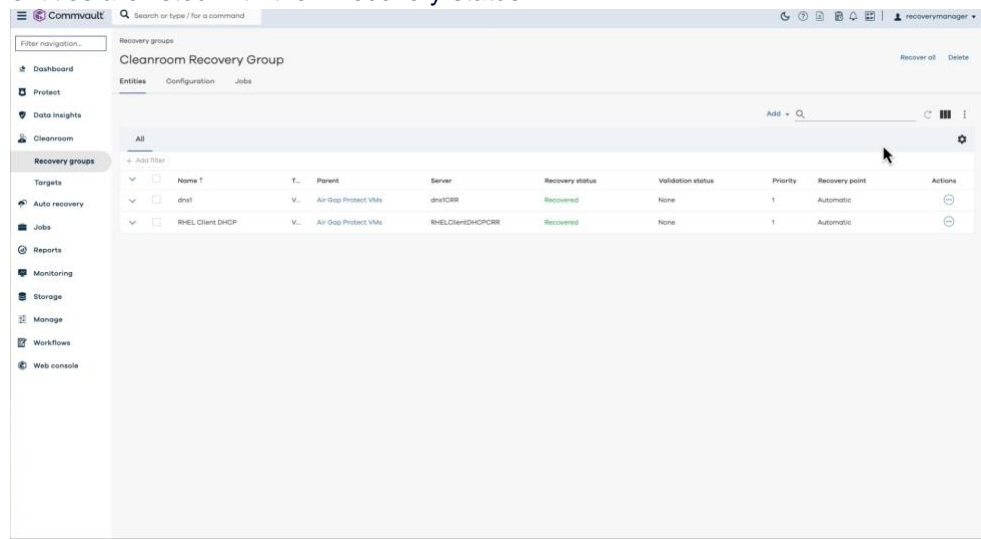 Commvault
Search or type / for a command
recoverymanager
Filter navigation..
Dashboard
Protect
Data Insights
Cleanroom
Recovery groups
Targets
Auto recovery
Jobs
Reports
Monitoring
Storage
Manage
Workflows
Web console
Recovery groups
Cleanroom Recovery Group
Recover all Delete
Entities Configuration Jobs
Add
All
+ Add filter
Name ↑ T... Parent Server Recovery status Validation status Priority Recovery point Actions
dns1 V... Air Gap Protect VMs dns1CRR Recovered None 1 Automatic
RHEL Client DHCP V... Air Gap Protect VMs RHELClientDHCPCRR Recovered None 1 Automatic